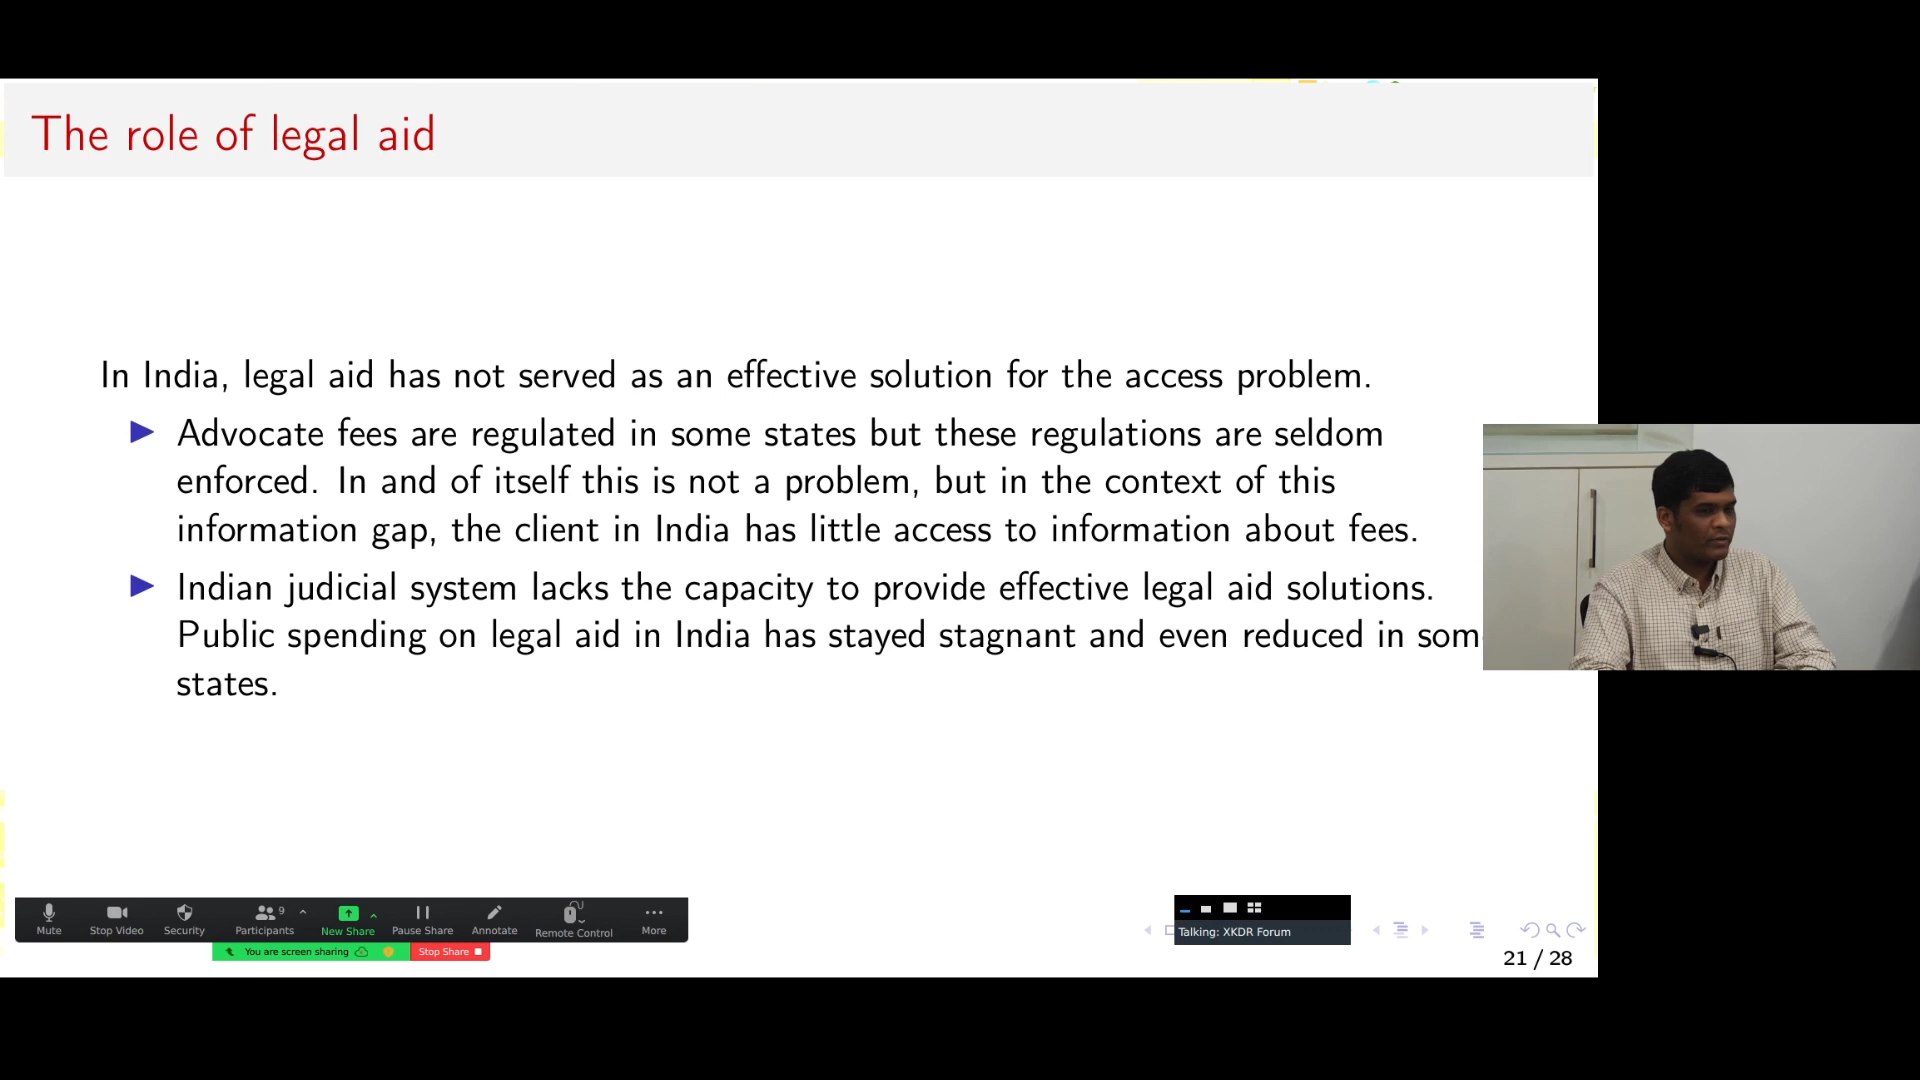 The role of legal aid
In India, legal aid has not served as an effective solution for the access problem.
Advocate fees are regulated in some states but these regulations are seldom
enforced. In and of itself this is not a problem, but in the context of this
information gap, the client in India has little access to information about fees.
Indian judicial system lacks the capacity to provide effective legal aid solutions.
Public spending on legal aid in India has stayed stagnant and even reduced in som
states.
Mute
Stop Video
Security
Participants 9
New Share
Pause Share
Annotate
Remote Control
More
You are screen sharing
Stop Share
Talking: XKDR Forum
21 / 28